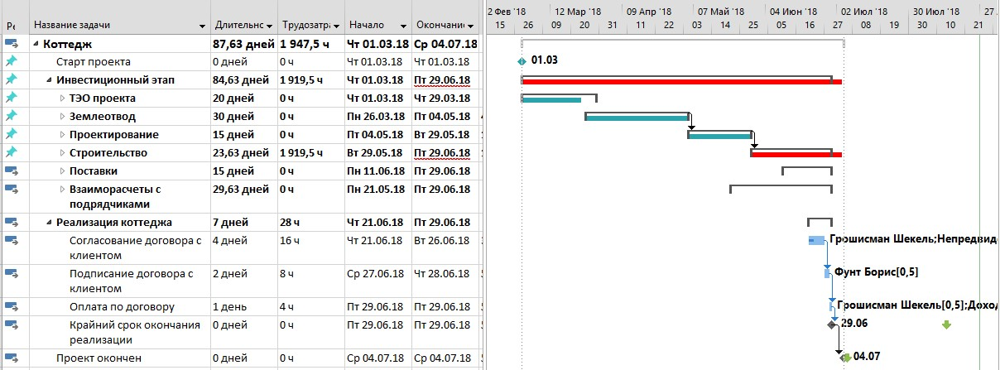 2 Фев '18 12 Мар '18 09 Апр '18 07 Май '18 04 Июн '18 02 Июл '18 30 Июл '18 27
Ре Название задачи Длительнс Трудозатра Начало Окончание
15 26 09 20 31 11 22 03 14 25 05 16 27 08 19 30 10 21
Коттедж 87,63 дней 1 947,5 ч Чт 01.03.18 Ср 04.07.18
Старт проекта 0 дней 0 ч Чт 01.03.18 Чт 01.03.18 01.03
Инвестиционный этап 84,63 дней 1 919,5 ч Чт 01.03.18 Пт 29.06.18
ТЭО проекта 20 дней 0 ч Чт 01.03.18 Чт 29.03.18
Землеотвод 30 дней 0 ч Пн 26.03.18 Пт 04.05.18
Проектирование 15 дней 0 ч Пт 04.05.18 Вт 29.05.18
Строительство 23,63 дней 1 919,5 ч Вт 29.05.18 Пт 29.06.18
Поставки 15 дней 0 ч Пн 11.06.18 Пт 29.06.18
Взаиморасчеты с 29,63 дней 0 ч Пн 21.05.18 Пт 29.06.18
подрядчиками
Реализация коттеджа 7 дней 28 ч Чт 21.06.18 Пт 29.06.18
Согласование договора с 4 дней 16 ч Чт 21.06.18 Вт 26.06.18 Грошисман Шекель;Непредвиде
клиентом
Подписание договора с 2 дней 8 ч Ср 27.06.18 Чт 28.06.18 Фунт Борис[0,5]
клиентом
Оплата по договору 1 день 4 ч Пт 29.06.18 Пт 29.06.18 Грошисман Шекель[0,5];Доход
Крайний срок окончания 0 дней 0 ч Пт 29.06.18 Пт 29.06.18 29.06
реализации
Проект окончен 0 дней 0 ч Ср 04.07.18 Ср 04.07.18 04.07